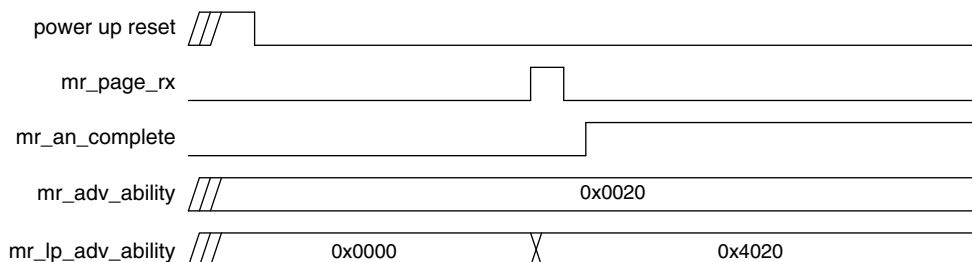 power up reset
mr_page_rx
mr_an_complete
mr_adv_ability 0x0020
mr_lp_adv_ability 0x0000 0x4020